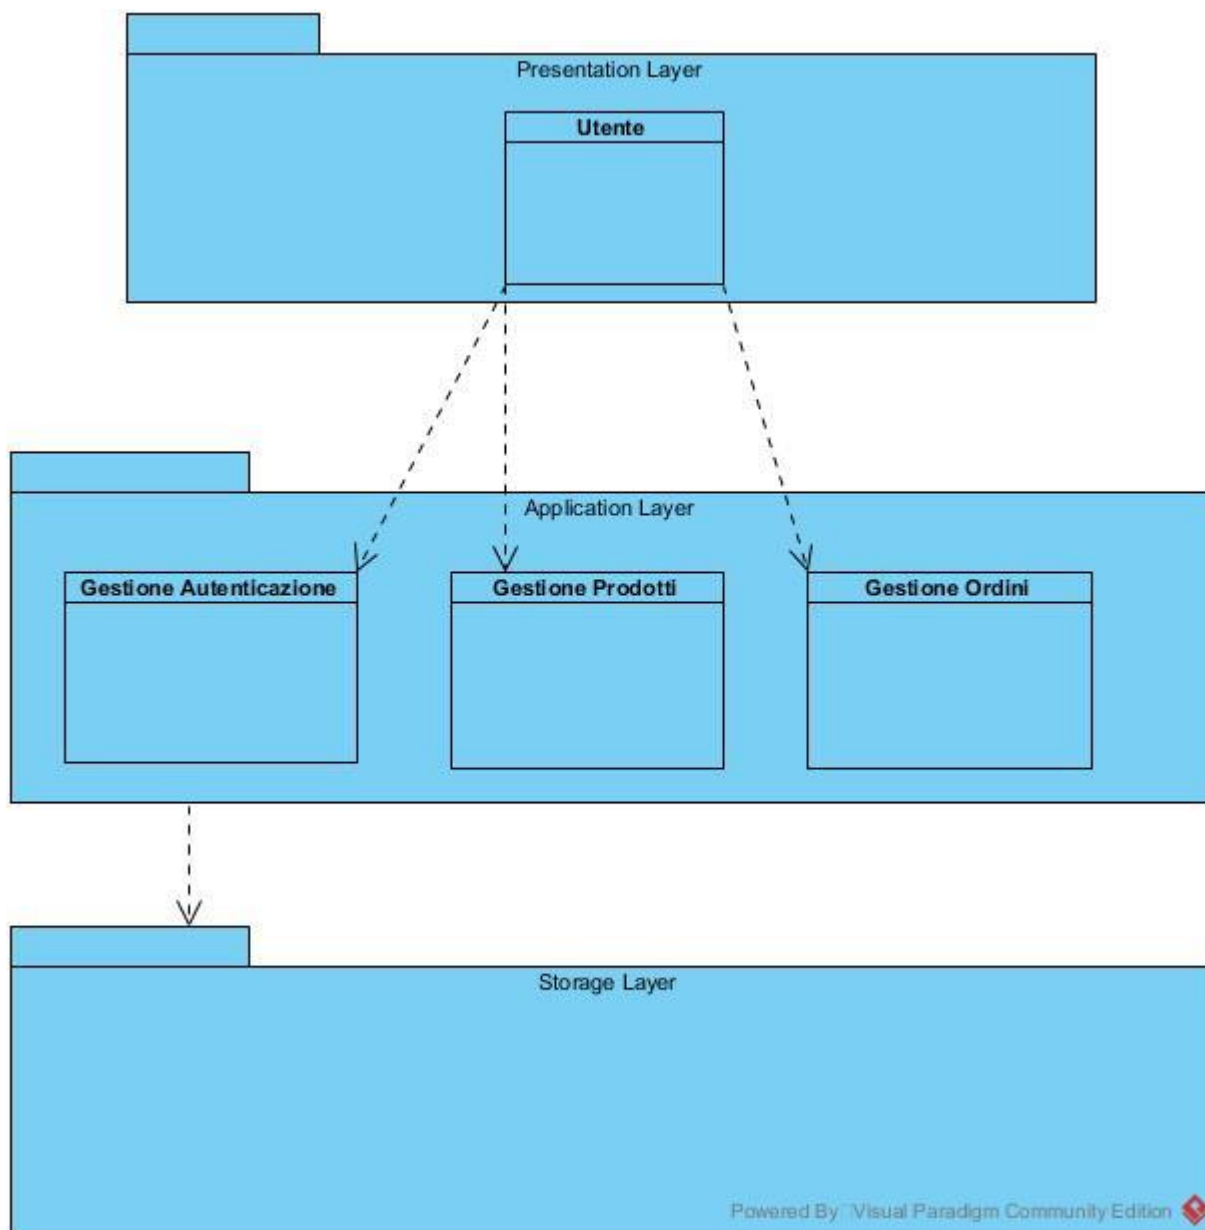 Presentation Layer
Utente
Application Layer
Gestione Autenticazione
Gestione Prodotti
Gestione Ordini
Storage Layer
Powered By Visual Paradigm Community Edition